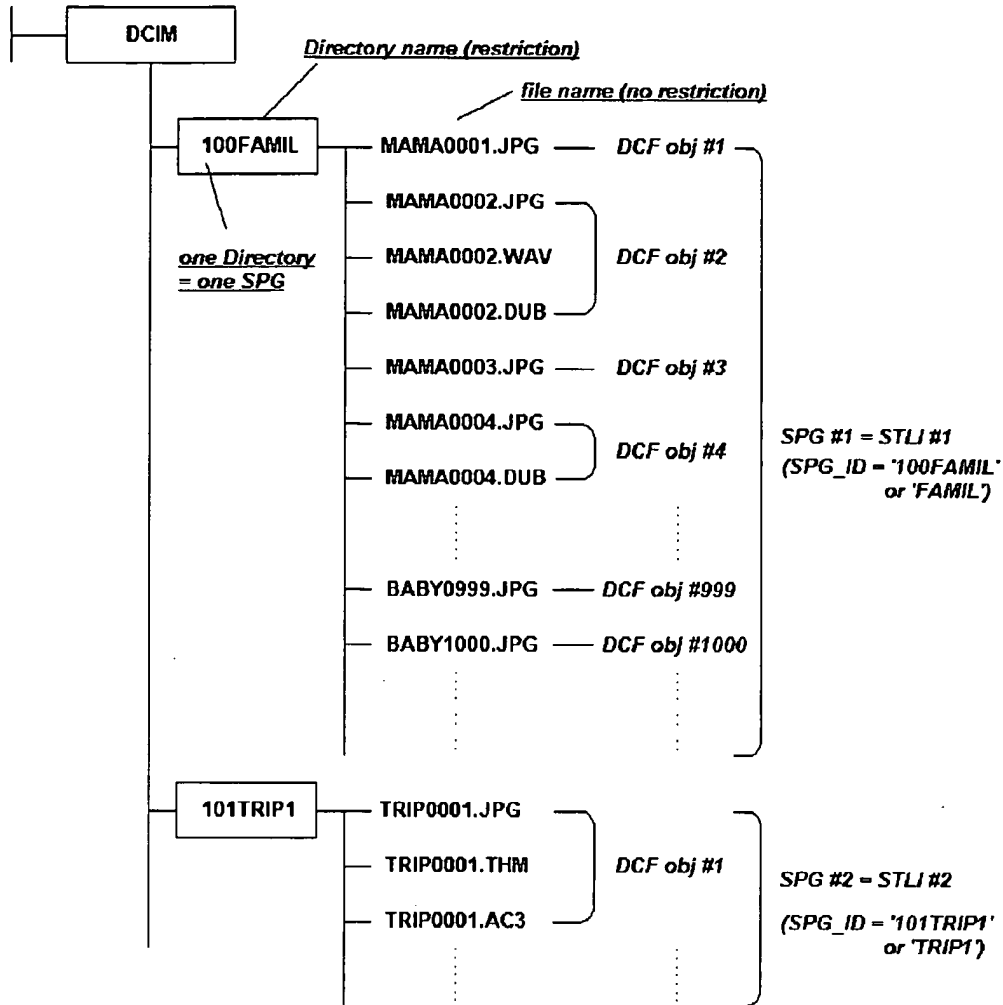 DCIM
Directory name (restriction)
file name (no restriction)
100FAMIL
MAMA0001.JPG
DCF obj #1
MAMA0002.JPG
one Directory
= one SPG
MAMA0002.WAV
DCF obj #2
MAMA0002.DUB
MAMA0003.JPG
DCF obj #3
MAMA0004.JPG
DCF obj #4
MAMA0004.DUB
SPG #1 = STLI #1
(SPG_ID = '100FAMIL'
or 'FAMIL')
BABY0999.JPG
DCF obj #999
BABY1000.JPG
DCF obj #1000
101TRIP1
TRIP0001.JPG
TRIP0001.THM
DCF obj #1
TRIP0001.AC3
SPG #2 = STLI #2
(SPG_ID = '101TRIP1'
or 'TRIP1')